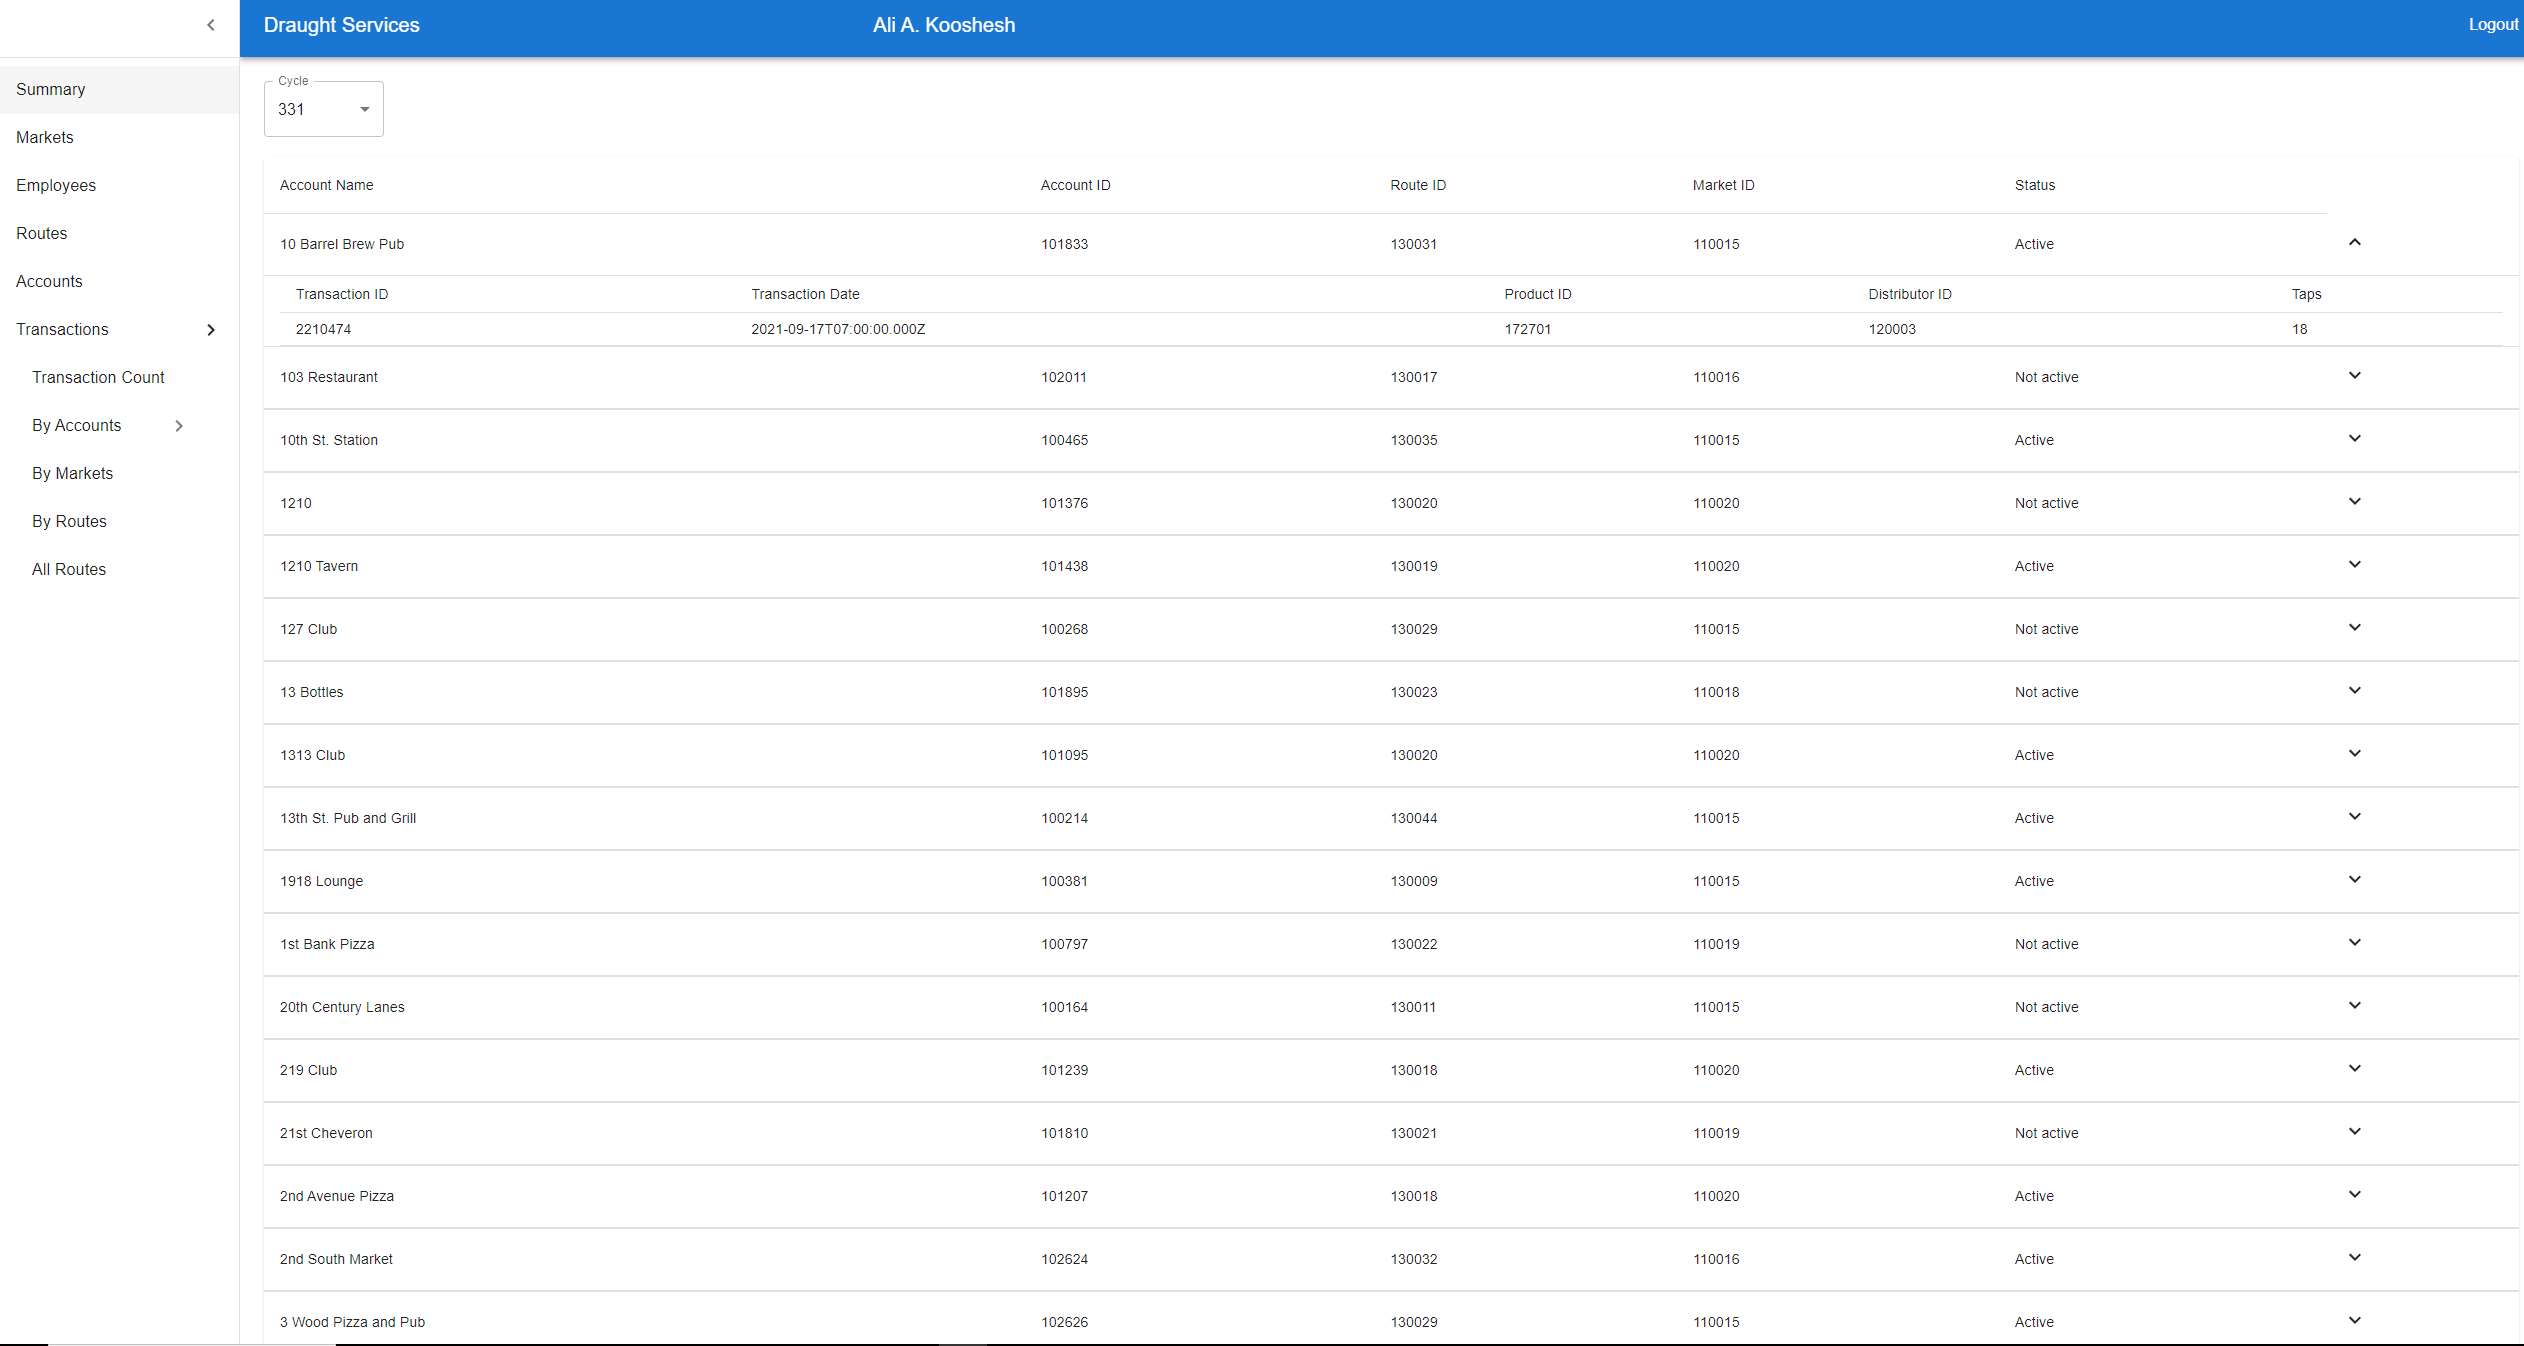 Draught Services Ali A. Kooshesh Logout
Summary
Markets
Employees
Routes
Accounts
Transactions
Transaction Count
By Accounts
By Markets
By Routes
All Routes
Cycle
331
Account Name Account ID Route ID Market ID Status
10 Barrel Brew Pub 101833 130031 110015 Active
Transaction ID Transaction Date Product ID Distributor ID Taps
2210474 2021-09-17T07:00:00.000Z 172701 120003 18
103 Restaurant 102011 130017 110016 Not active
10th St. Station 100465 130035 110015 Active
1210 101376 130020 110020 Not active
1210 Tavern 101438 130019 110020 Active
127 Club 100268 130029 110015 Not active
13 Bottles 101895 130023 110018 Not active
1313 Club 101095 130020 110020 Active
13th St. Pub and Grill 100214 130044 110015 Active
1918 Lounge 100381 130009 110015 Active
1st Bank Pizza 100797 130022 110019 Not active
20th Century Lanes 100164 130011 110015 Not active
219 Club 101239 130018 110020 Active
21st Cheveron 101810 130021 110019 Not active
2nd Avenue Pizza 101207 130018 110020 Active
2nd South Market 102624 130032 110016 Active
3 Wood Pizza and Pub 102626 130029 110015 Active